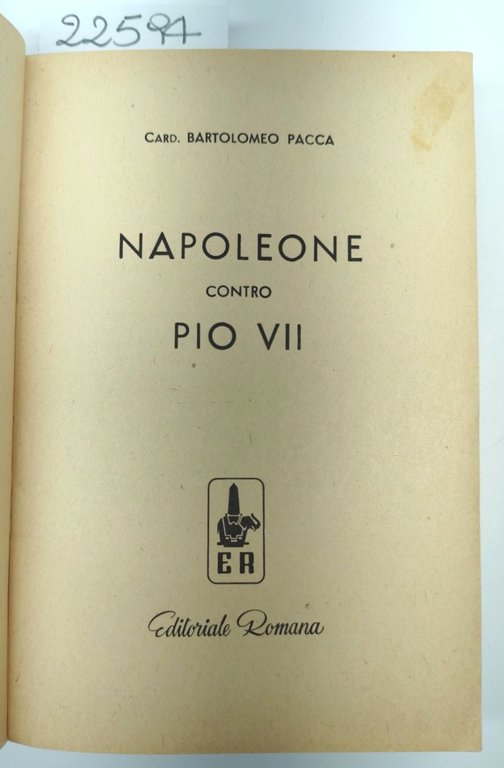 22594
CARD. BARTOLOMEO PACCA
NAPOLEONE
CONTRO
PIO VII
ER
Editoriale Romana